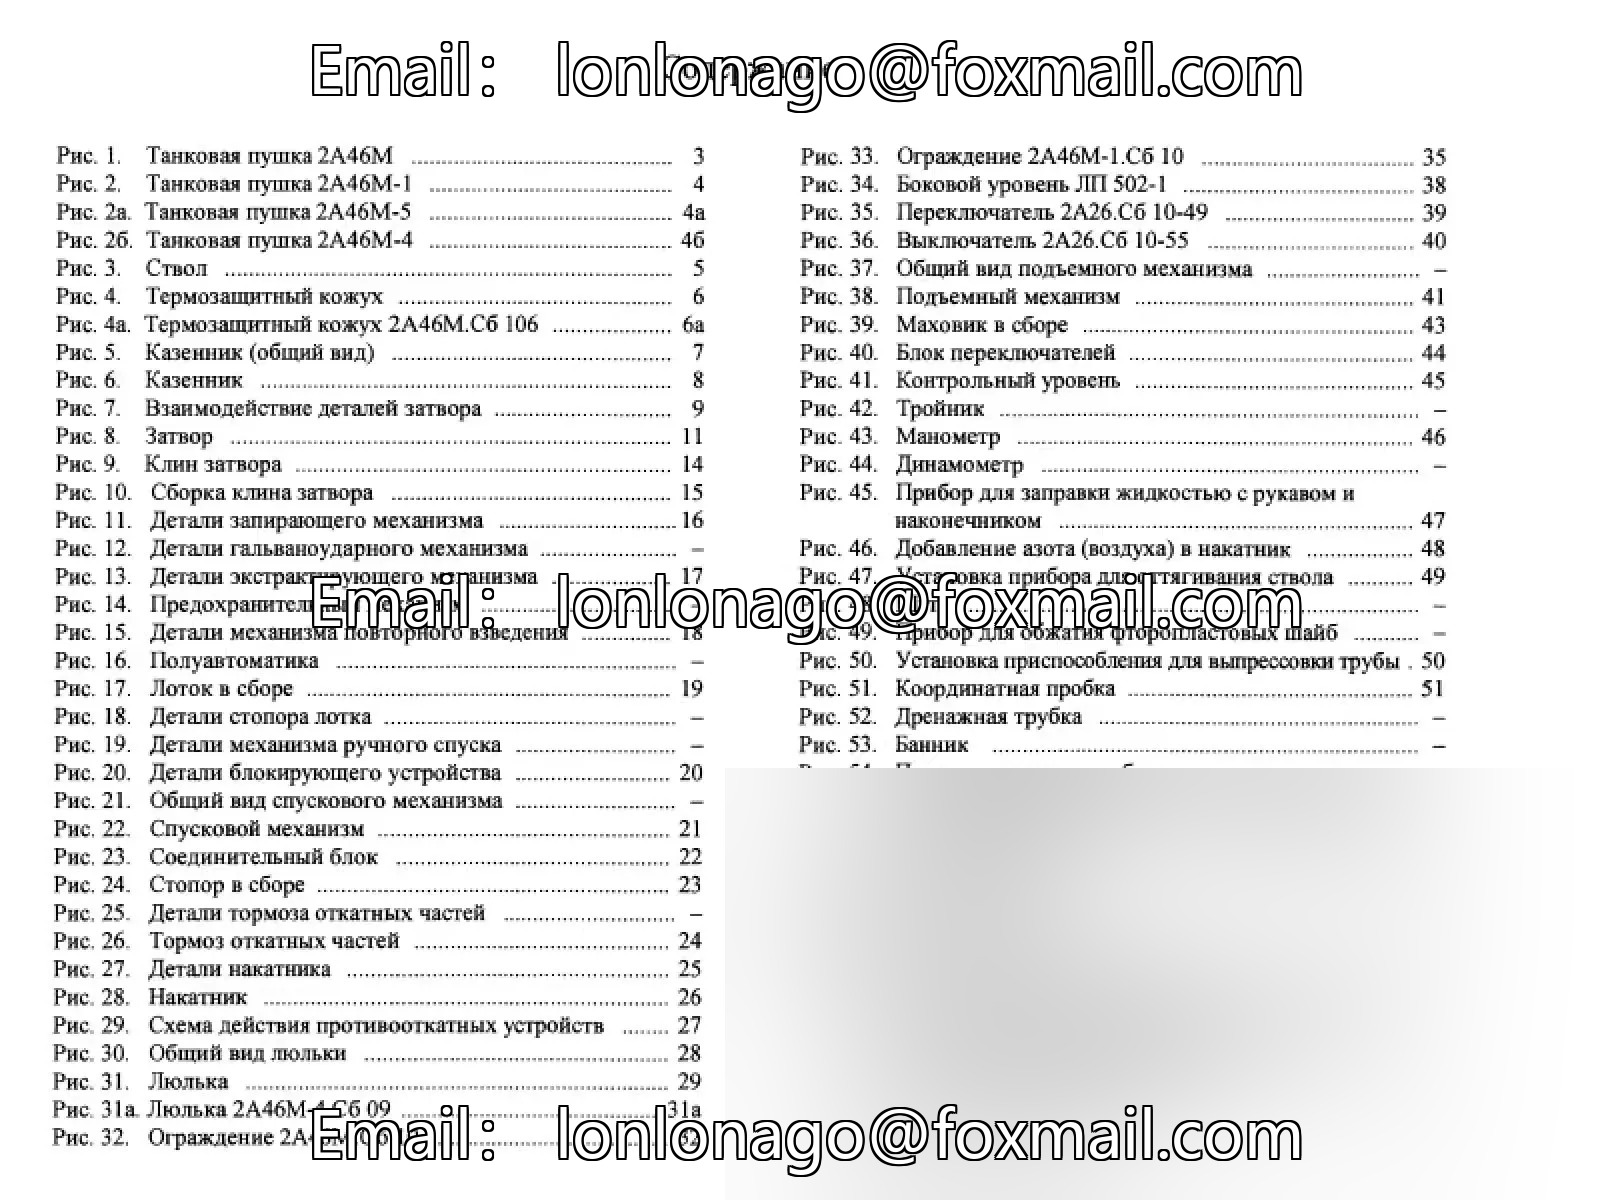 Email： lonlonago@foxmail.com
Рис. 1. Танковая пушка 2А46М ........ 3
Рис. 2. Танковая пушка 2А46М-1 ........ 4
Рис. 2а. Танковая пушка 2А46М-5 ........ 4а
Рис. 2б. Танковая пушка 2А46М-4 ........ 4б
Рис. 3. Ствол ........ 5
Рис. 4. Термозащитный кожух ........ 6
Рис. 4а. Термозащитный кожух 2А46М.Сб 106 ........ 6а
Рис. 5. Казенник (общий вид) ........ 7
Рис. 6. Казенник ........ 8
Рис. 7. Взаимодействие деталей затвора ........ 9
Рис. 8. Затвор ........ 11
Рис. 9. Клин затвора ........ 14
Рис. 10. Сборка клина затвора ........ 15
Рис. 11. Детали запирающего механизма ........ 16
Рис. 12. Детали гальваноударного механизма ........ –
Рис. 13. Детали экстрактирующего механизма ........ 17
Рис. 14.
Email： lonlonago@foxmail.com
Рис. 15. Детали механизма повторного взведения ........ 18
Рис. 16. Полуавтоматика ........ –
Рис. 17. Лоток в сборе ........ 19
Рис. 18. Детали стопора лотка ........ –
Рис. 19. Детали механизма ручного спуска ........ –
Рис. 20. Детали блокирующего устройства ........ 20
Рис. 21. Общий вид спускового механизма ........ –
Рис. 22. Спусковой механизм ........ 21
Рис. 23. Соединительный блок ........ 22
Рис. 24. Стопор в сборе ........ 23
Рис. 25. Детали тормоза откатных частей ........ –
Рис. 26. Тормоз откатных частей ........ 24
Рис. 27. Детали накатника ........ 25
Рис. 28. Накатник ........ 26
Рис. 29. Схема действия противооткатных устройств ........ 27
Рис. 30. Общий вид люльки ........ 28
Рис. 31. Люлька ........ 29
Рис. 31а. Люлька 2А46М-4.Сб 09 ........ 31а
Рис. 32. Ограждение ........ 32
Email： lonlonago@foxmail.com
Рис. 33. Ограждение 2А46М-1.Сб 10 ........ 35
Рис. 34. Боковой уровень ЛП 502-1 ........ 38
Рис. 35. Переключатель 2А26.Сб 10-49 ........ 39
Рис. 36. Выключатель 2А26.Сб 10-55 ........ 40
Рис. 37. Общий вид подъемного механизма ........ –
Рис. 38. Подъемный механизм ........ 41
Рис. 39. Маховик в сборе ........ 43
Рис. 40. Блок переключателей ........ 44
Рис. 41. Контрольный уровень ........ 45
Рис. 42. Тройник ........ –
Рис. 43. Манометр ........ 46
Рис. 44. Динамометр ........ –
Рис. 45. Прибор для заправки жидкостью с рукавом и
наконечником ........ 47
Рис. 46. Добавление азота (воздуха) в накатник ........ 48
Рис. 47. Установка прибора для оттягивания ствола ........ 49
Рис. 49. Прибор для обжатия фторопластовых шайб ........ –
Рис. 50. Установка приспособления для выпрессовки трубы . 50
Рис. 51. Координатная пробка ........ 51
Рис. 52. Дренажная трубка ........ –
Рис. 53. Банник ........ –